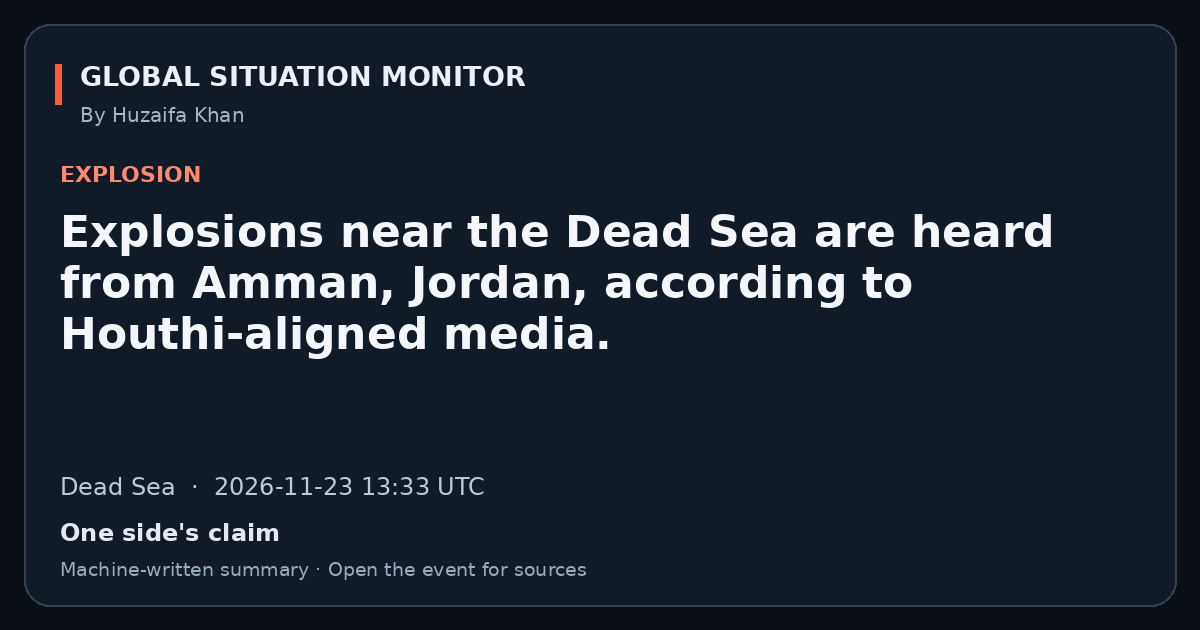 GLOBAL SITUATION MONITOR
By Huzaifa Khan
EXPLOSION
Explosions near the Dead Sea are heard
from Amman, Jordan, according to
Houthi-aligned media.
Dead Sea · 2026-11-23 13:33 UTC
One side's claim
Machine-written summary · Open the event for sources